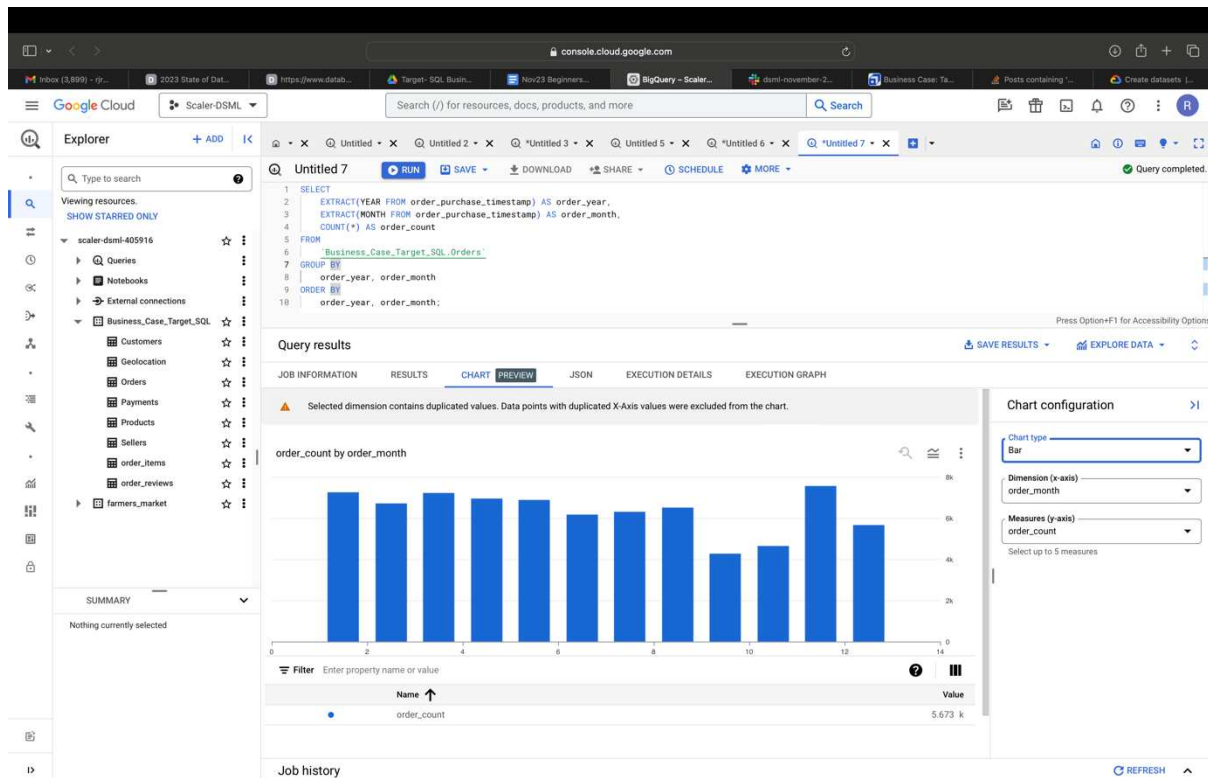 console.cloud.google.com
Inbox (3,899) - rjr...
2023 State of Dat...
https://www.datab...
Target- SQL Busin...
Nov23 Beginners...
BigQuery – Scaler...
dsml-november-2...
Business Case: Ta...
Posts containing '...
Create datasets |...
Google Cloud
Scaler-DSML
Search (/) for resources, docs, products, and more
Search
R
Explorer
+ ADD
Untitled
Untitled 2
*Untitled 3
Untitled 5
*Untitled 6
*Untitled 7
Type to search
Viewing resources.
SHOW STARRED ONLY
scaler-dsml-405916
Queries
Notebooks
External connections
Business_Case_Target_SQL
Customers
Geolocation
Orders
Payments
Products
Sellers
order_items
order_reviews
farmers_market
SUMMARY
Nothing currently selected
Untitled 7
RUN
SAVE
DOWNLOAD
SHARE
SCHEDULE
MORE
Query completed.
1 SELECT
2 EXTRACT(YEAR FROM order_purchase_timestamp) AS order_year,
3 EXTRACT(MONTH FROM order_purchase_timestamp) AS order_month,
4 COUNT(*) AS order_count
5 FROM
6 `Business_Case_Target_SQL.Orders`
7 GROUP BY
8 order_year, order_month
9 ORDER BY
10 order_year, order_month;
Press Option+F1 for Accessibility Options
Query results
SAVE RESULTS
EXPLORE DATA
JOB INFORMATION
RESULTS
CHART PREVIEW
JSON
EXECUTION DETAILS
EXECUTION GRAPH
Selected dimension contains duplicated values. Data points with duplicated X-Axis values were excluded from the chart.
order_count by order_month
8k
6k
4k
2k
0
0 2 4 6 8 10 12 14
Filter Enter property name or value
Name Value
order_count 5.673 k
Chart configuration
Chart type
Bar
Dimension (x-axis)
order_month
Measures (y-axis)
order_count
Select up to 5 measures
Job history
REFRESH